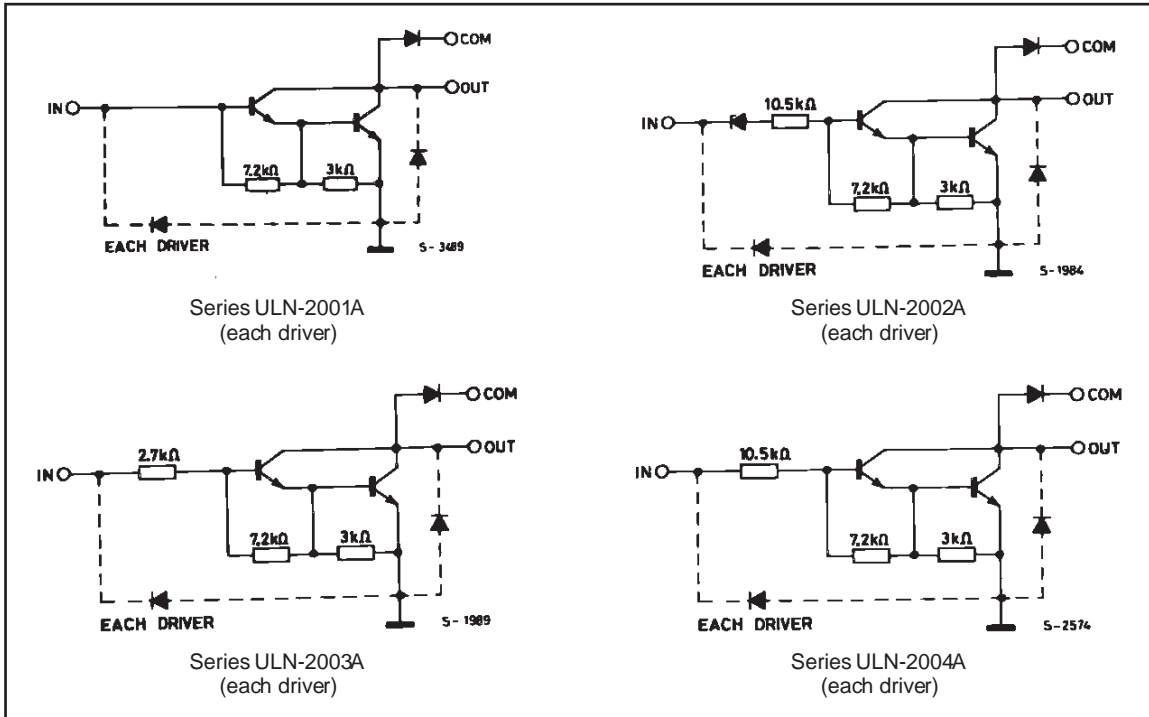 COM
OUT
IN
7.2kΩ
3kΩ
EACH DRIVER
S-3489
Series ULN-2001A
(each driver)
COM
OUT
10.5kΩ
IN
7.2kΩ
3kΩ
EACH DRIVER
S-1984
Series ULN-2002A
(each driver)
COM
OUT
2.7kΩ
IN
7.2kΩ
3kΩ
EACH DRIVER
S-1989
Series ULN-2003A
(each driver)
COM
OUT
10.5kΩ
IN
7.2kΩ
3kΩ
EACH DRIVER
S-2574
Series ULN-2004A
(each driver)